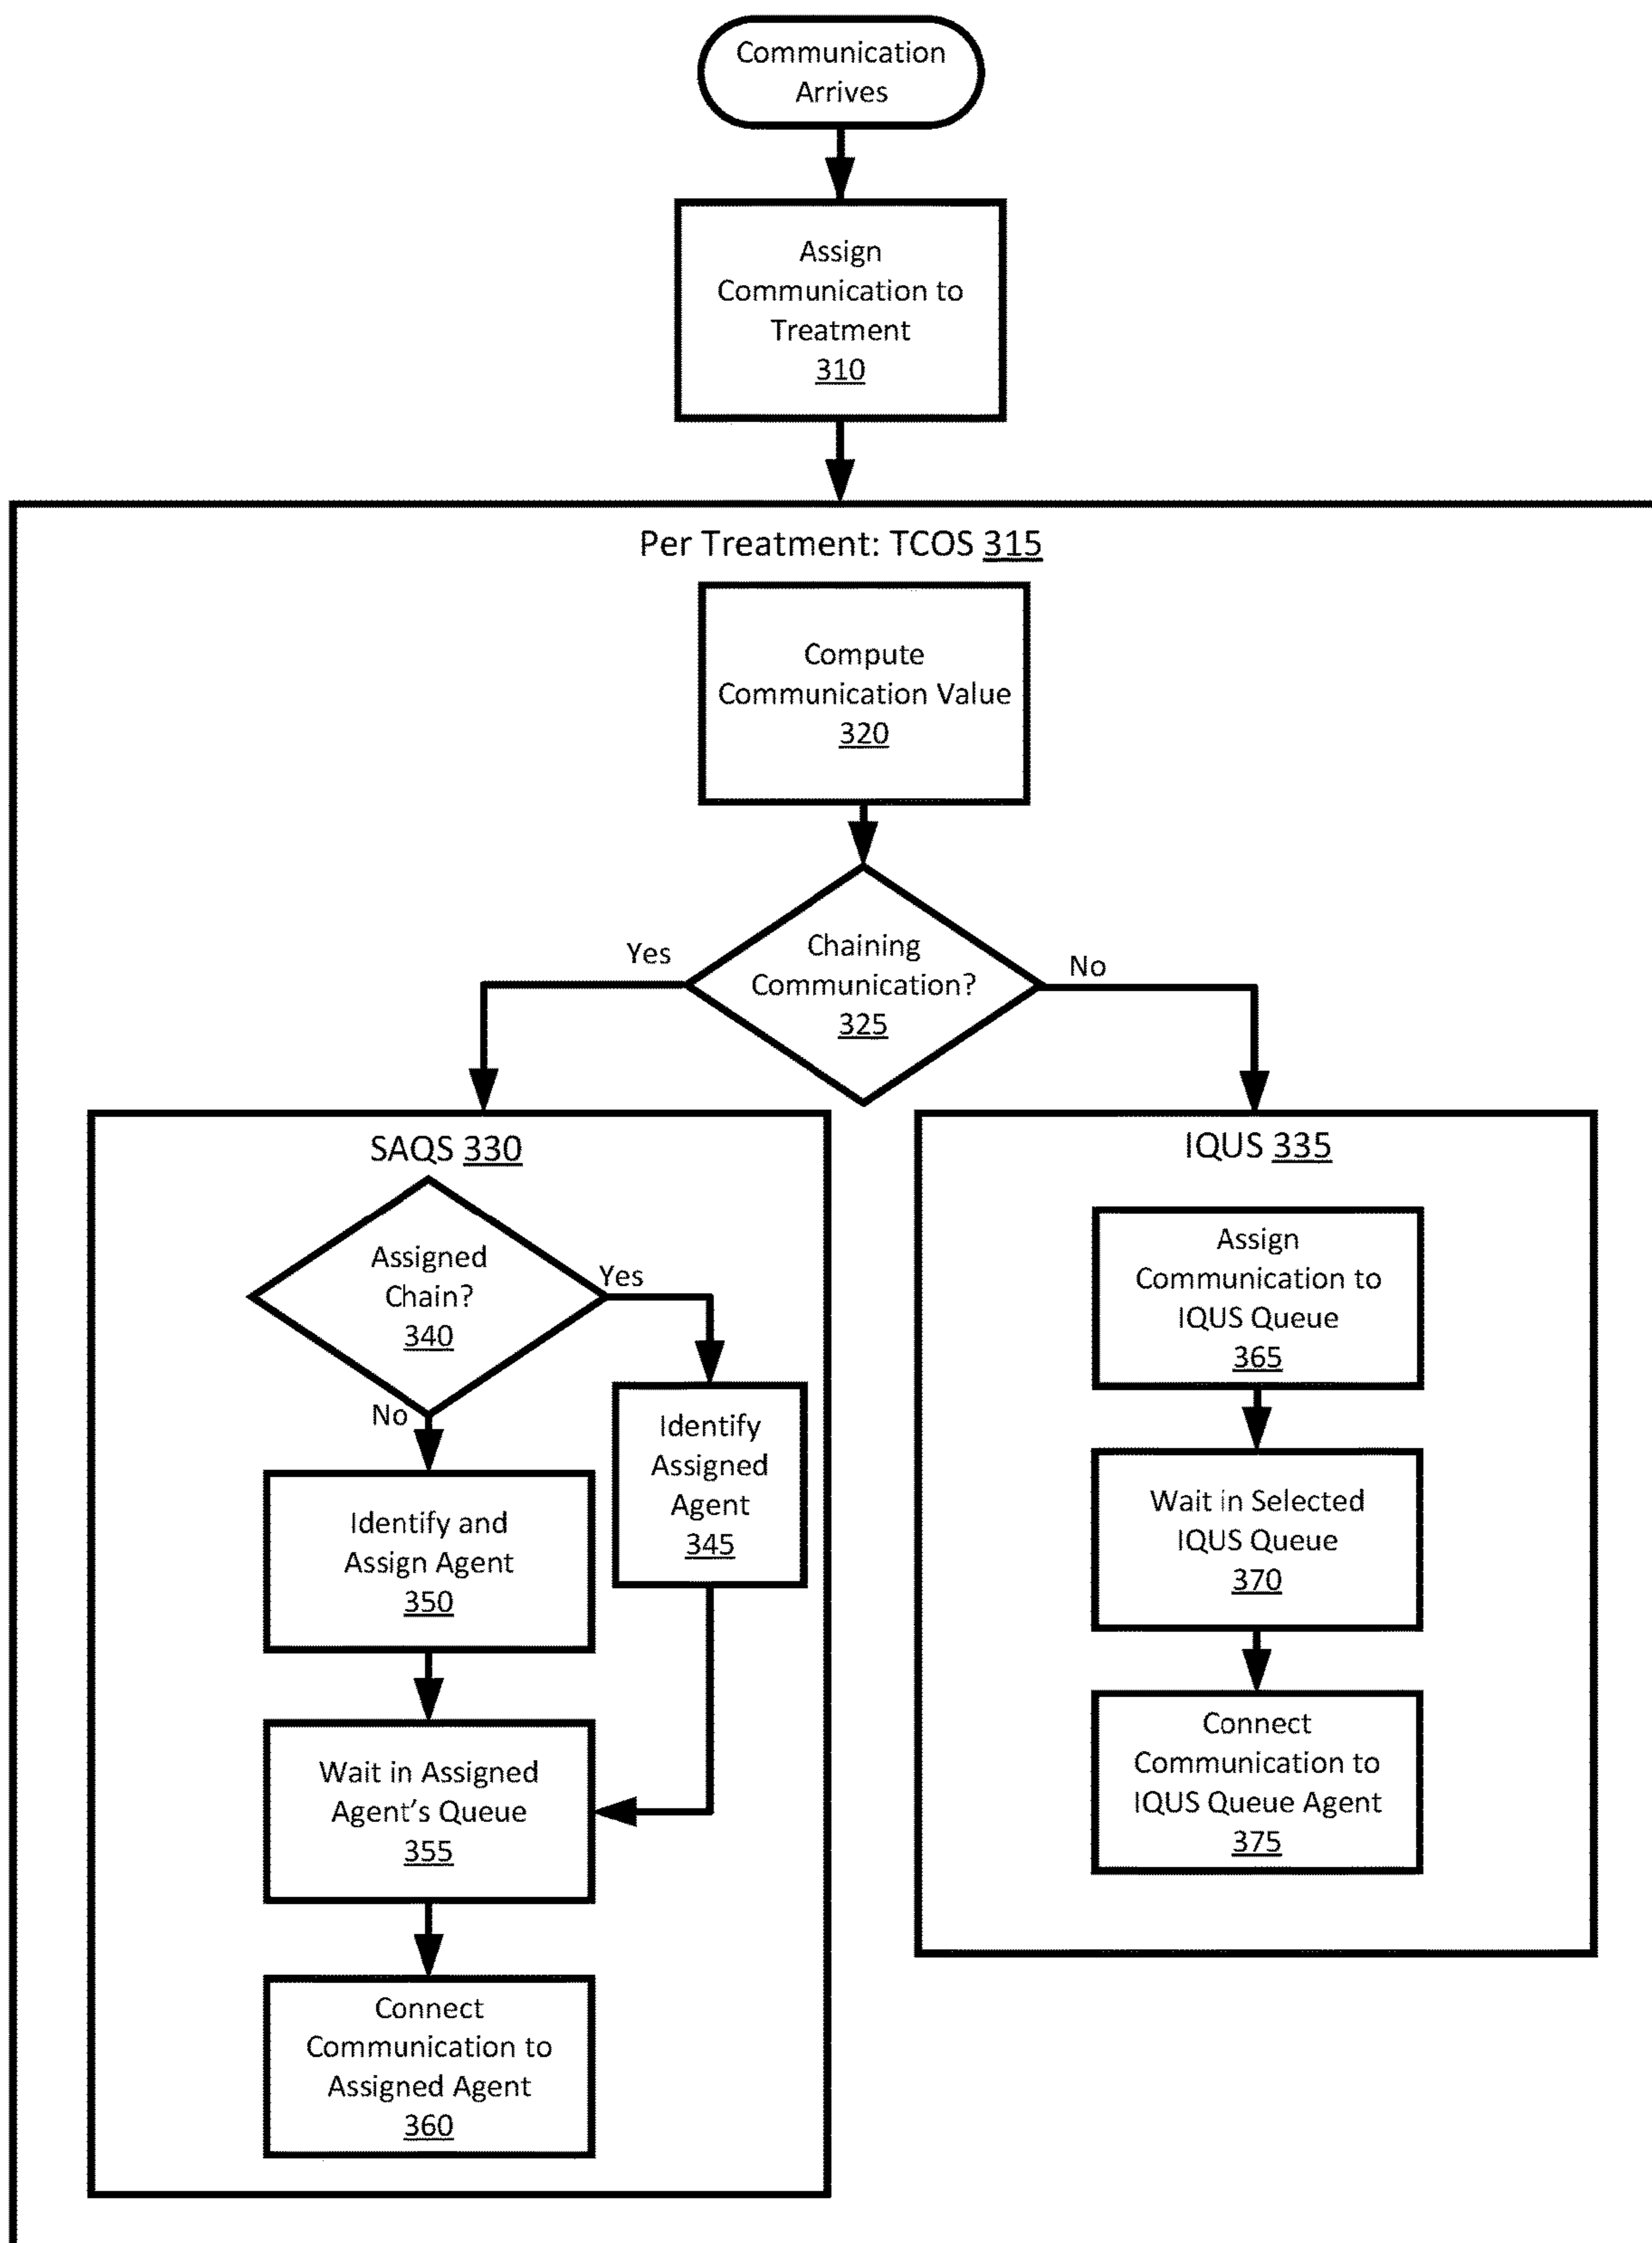 Communication
Arrives
Assign
Communication to
Treatment
310
Per Treatment: TCOS 315
Compute
Communication Value
320
Chaining
Communication?
325
Yes
No
SAQS 330
Assigned
Chain?
340
Yes
No
Identify
Assigned
Agent
345
Identify and
Assign Agent
350
Wait in Assigned
Agent's Queue
355
Connect
Communication to
Assigned Agent
360
IQUS 335
Assign
Communication to
IQUS Queue
365
Wait in Selected
IQUS Queue
370
Connect
Communication to
IQUS Queue Agent
375